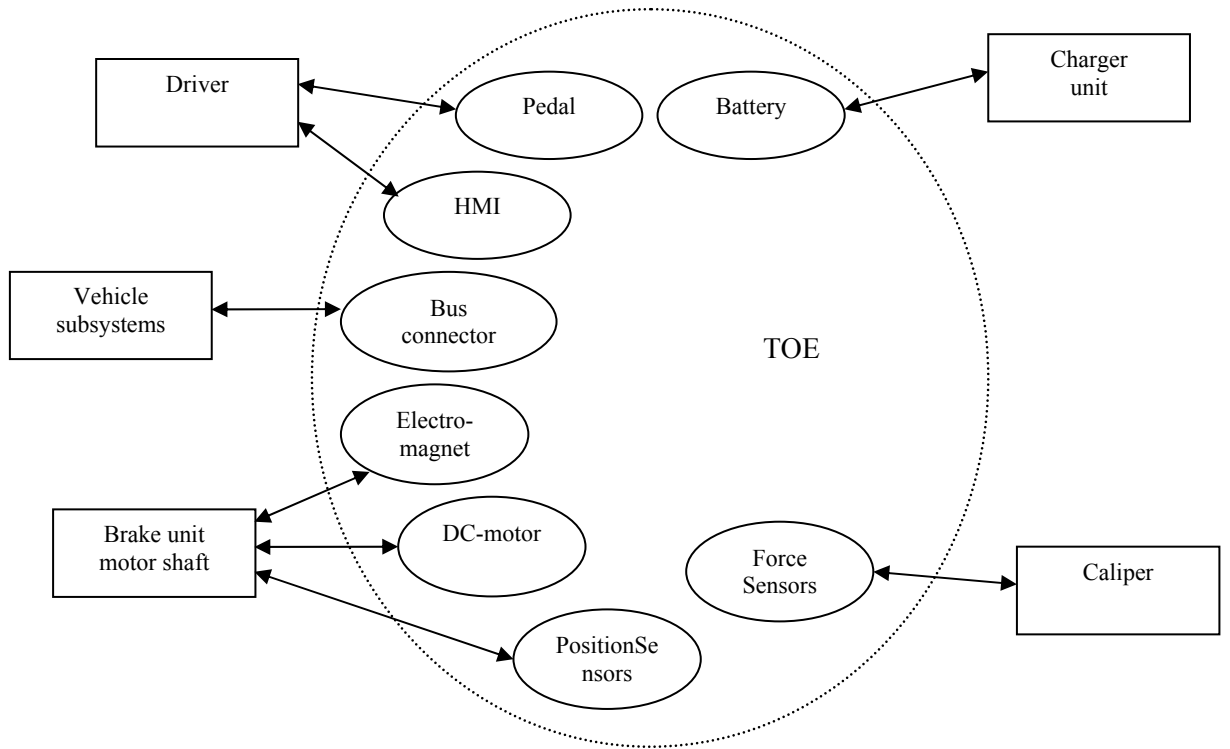 Driver
Pedal
Battery
Charger
unit
HMI
Vehicle
subsystems
Bus
connector
TOE
Electro-
magnet
Brake unit
motor shaft
DC-motor
Force
Sensors
Caliper
PositionSe
nsors